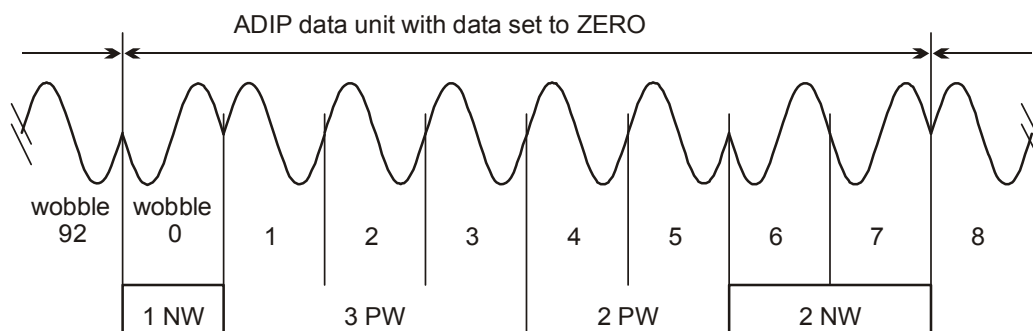 ADIP data unit with data set to ZERO
wobble 92
wobble 0
1
2
3
4
5
6
7
8
1 NW
3 PW
2 PW
2 NW